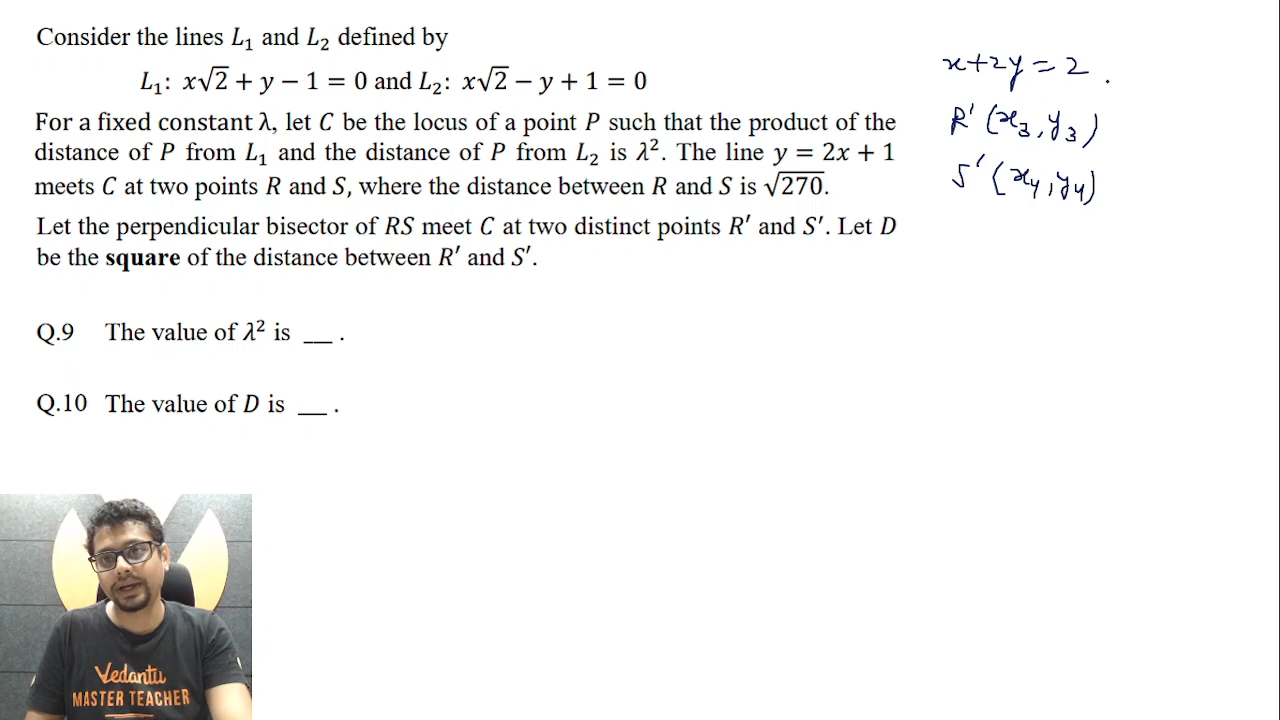 Consider the lines L₁ and L₂ defined by
L₁: x√2 + y − 1 = 0 and L₂: x√2 − y + 1 = 0
For a fixed constant λ, let C be the locus of a point P such that the product of the
distance of P from L₁ and the distance of P from L₂ is λ². The line y = 2x + 1
meets C at two points R and S, where the distance between R and S is √270.
Let the perpendicular bisector of RS meet C at two distinct points R′ and S′. Let D
be the square of the distance between R′ and S′.
Q.9 The value of λ² is __ .
Q.10 The value of D is __ .
x+2y = 2 .
R' (x₃, y₃)
S' (x₄, y₄)
Vedantu
MASTER TEACHER